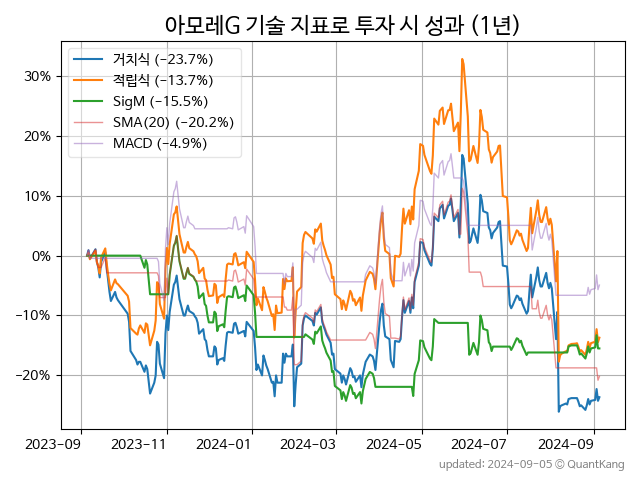 아모레G 기술 지표로 투자 시 성과 (1년)
거치식 (−23.7%)
적립식 (−13.7%)
SigM (−15.5%)
SMA(20) (−20.2%)
MACD (−4.9%)
30%
20%
10%
0%
−10%
−20%
2023-09
2023-11
2024-01
2024-03
2024-05
2024-07
2024-09
updated: 2024-09-05 © QuantKang